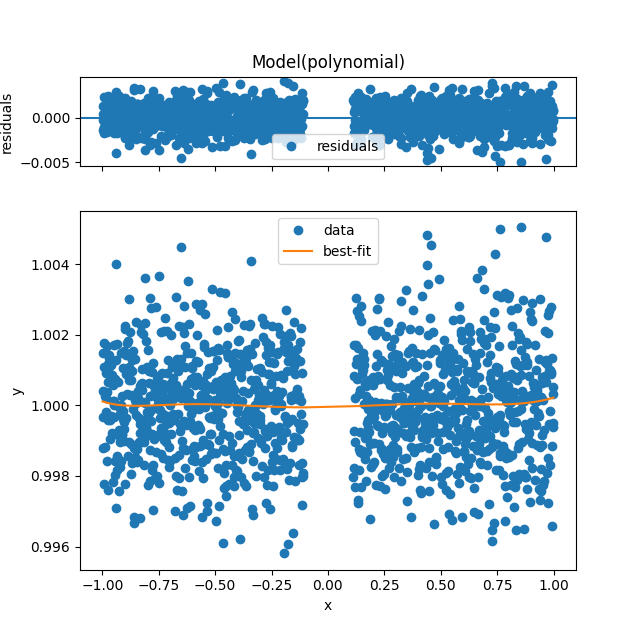 Model(polynomial)
residuals
0.000
−0.005
residuals
data
best-fit
y
1.004
1.002
1.000
0.998
0.996
−1.00 −0.75 −0.50 −0.25 0.00 0.25 0.50 0.75 1.00
x